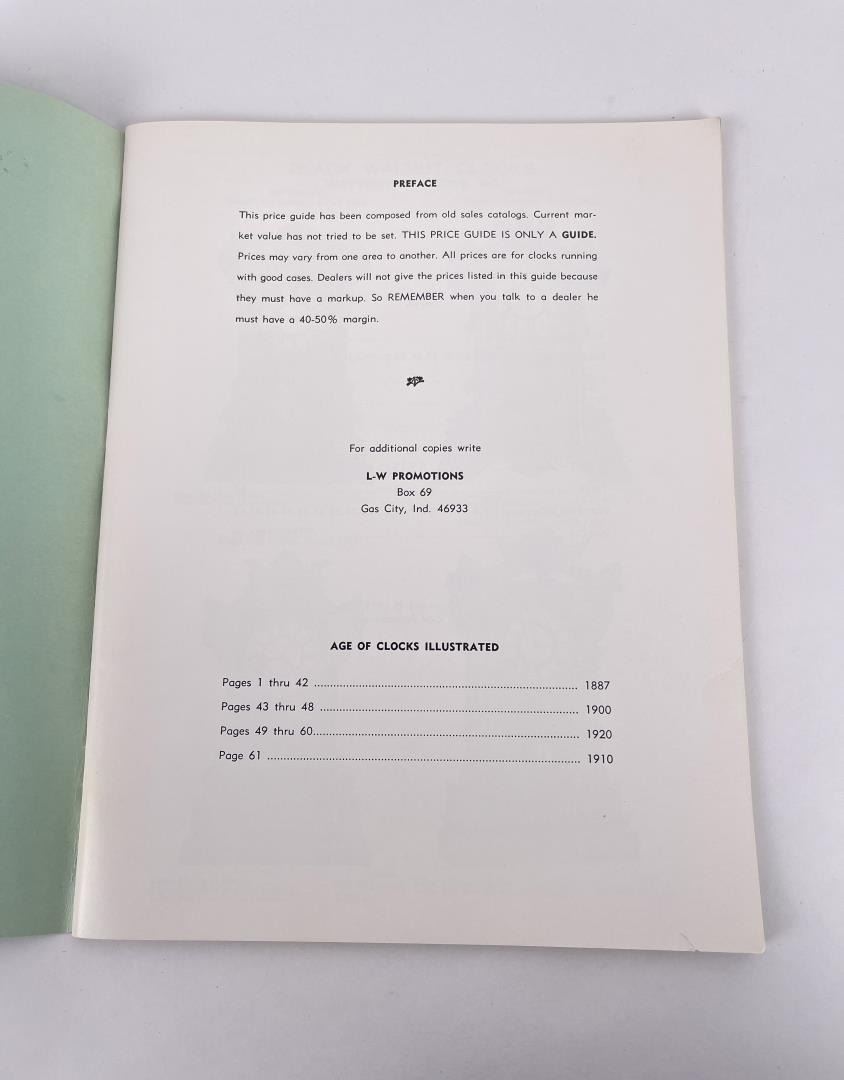 PREFACE
This price guide has been composed from old sales catalogs. Current mar-
ket value has not tried to be set. THIS PRICE GUIDE IS ONLY A GUIDE.
Prices may vary from one area to another. All prices are for clocks running
with good cases. Dealers will not give the prices listed in this guide because
they must have a markup. So REMEMBER when you talk to a dealer he
must have a 40-50% margin.
For additional copies write
L-W PROMOTIONS
Box 69
Gas City, Ind. 46933
AGE OF CLOCKS ILLUSTRATED
Pages 1 thru 42 ........................ 1887
Pages 43 thru 48 ........................ 1900
Pages 49 thru 60........................ 1920
Page 61 ........................ 1910